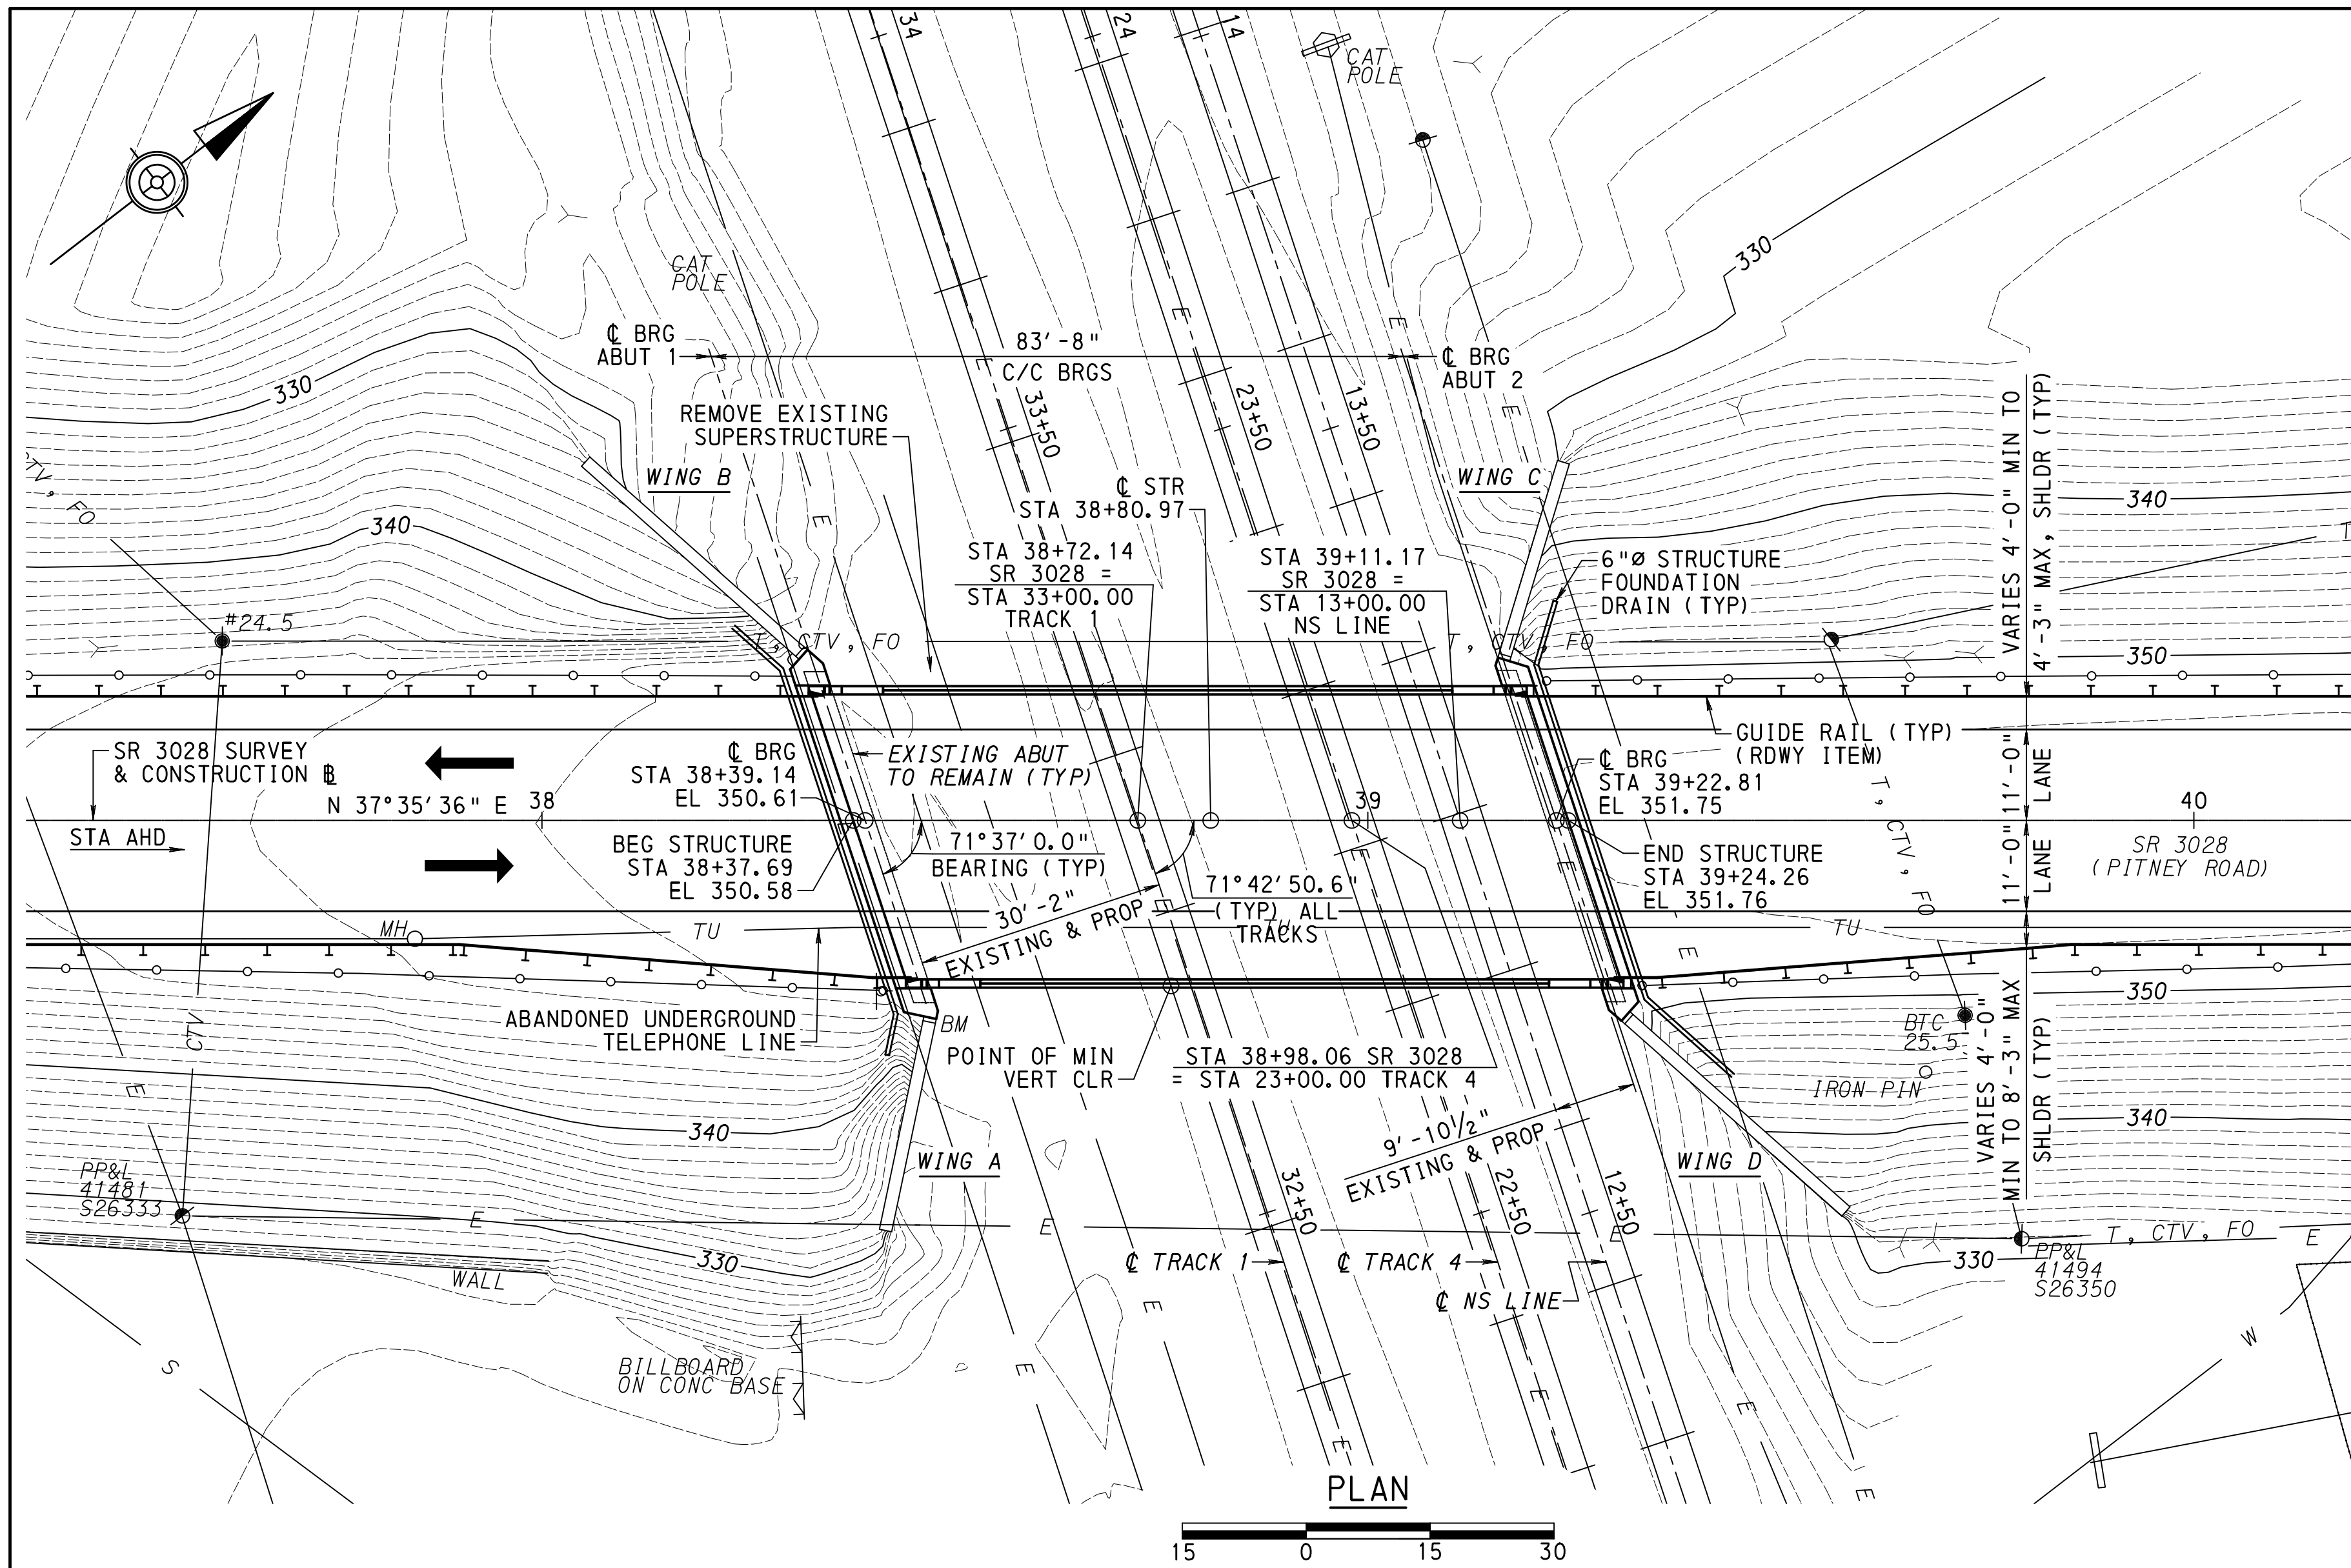 34
24
14
CAT
POLE
CAT
POLE
330
℄ BRG
ABUT 1
83'-8"
C/C BRGS
℄ BRG
ABUT 2
E
E
E
E
330
REMOVE EXISTING
SUPERSTRUCTURE
33+50
23+50
13+50
VARIES 4'-0" MIN TO
4'-3" MAX, SHLDR (TYP)
WING B
WING C
CTV, FO
340
℄ STR
STA 38+80.97
340
E
STA 38+72.14
SR 3028 =
STA 33+00.00
TRACK 1
STA 39+11.17
SR 3028 =
STA 13+00.00
NS LINE
6"Ø STRUCTURE
FOUNDATION
DRAIN (TYP)
T
#24.5
T, CTV, FO
T, CTV, FO
350
SR 3028 SURVEY
& CONSTRUCTION ℄
N 37°35'36" E
38
℄ BRG
STA 38+39.14
EL 350.61
EXISTING ABUT
TO REMAIN (TYP)
GUIDE RAIL (TYP)
(RDWY ITEM)
℄ BRG
STA 39+22.81
EL 351.75
39
40
11'-0"
LANE
11'-0"
LANE
T, CTV, FO
STA AHD
BEG STRUCTURE
STA 38+37.69
EL 350.58
71°37'0.0"
BEARING (TYP)
71°42'50.6"
(TYP) ALL
TRACKS
END STRUCTURE
STA 39+24.26
EL 351.76
SR 3028
(PITNEY ROAD)
30'-2"
EXISTING & PROP
E
E
E
E
MH
TU
TU
TU
ABANDONED UNDERGROUND
TELEPHONE LINE
BM
CTV
E
POINT OF MIN
VERT CLR
STA 38+98.06 SR 3028
= STA 23+00.00 TRACK 4
BTC
25.5
350
IRON PIN
VARIES 4'-0"
MIN TO 8'-3" MAX
SHLDR (TYP)
340
340
9'-10½"
EXISTING & PROP
WING A
WING D
PP&L
41481
S26333
32+50
22+50
12+50
E
E
E
T, CTV, FO
E
330
℄ TRACK 1
℄ TRACK 4
℄ NS LINE
330
PP&L
41494
S26350
WALL
E
E
E
E
E
E
S
W
BILLBOARD
ON CONC BASE
PLAN
15 0 15 30